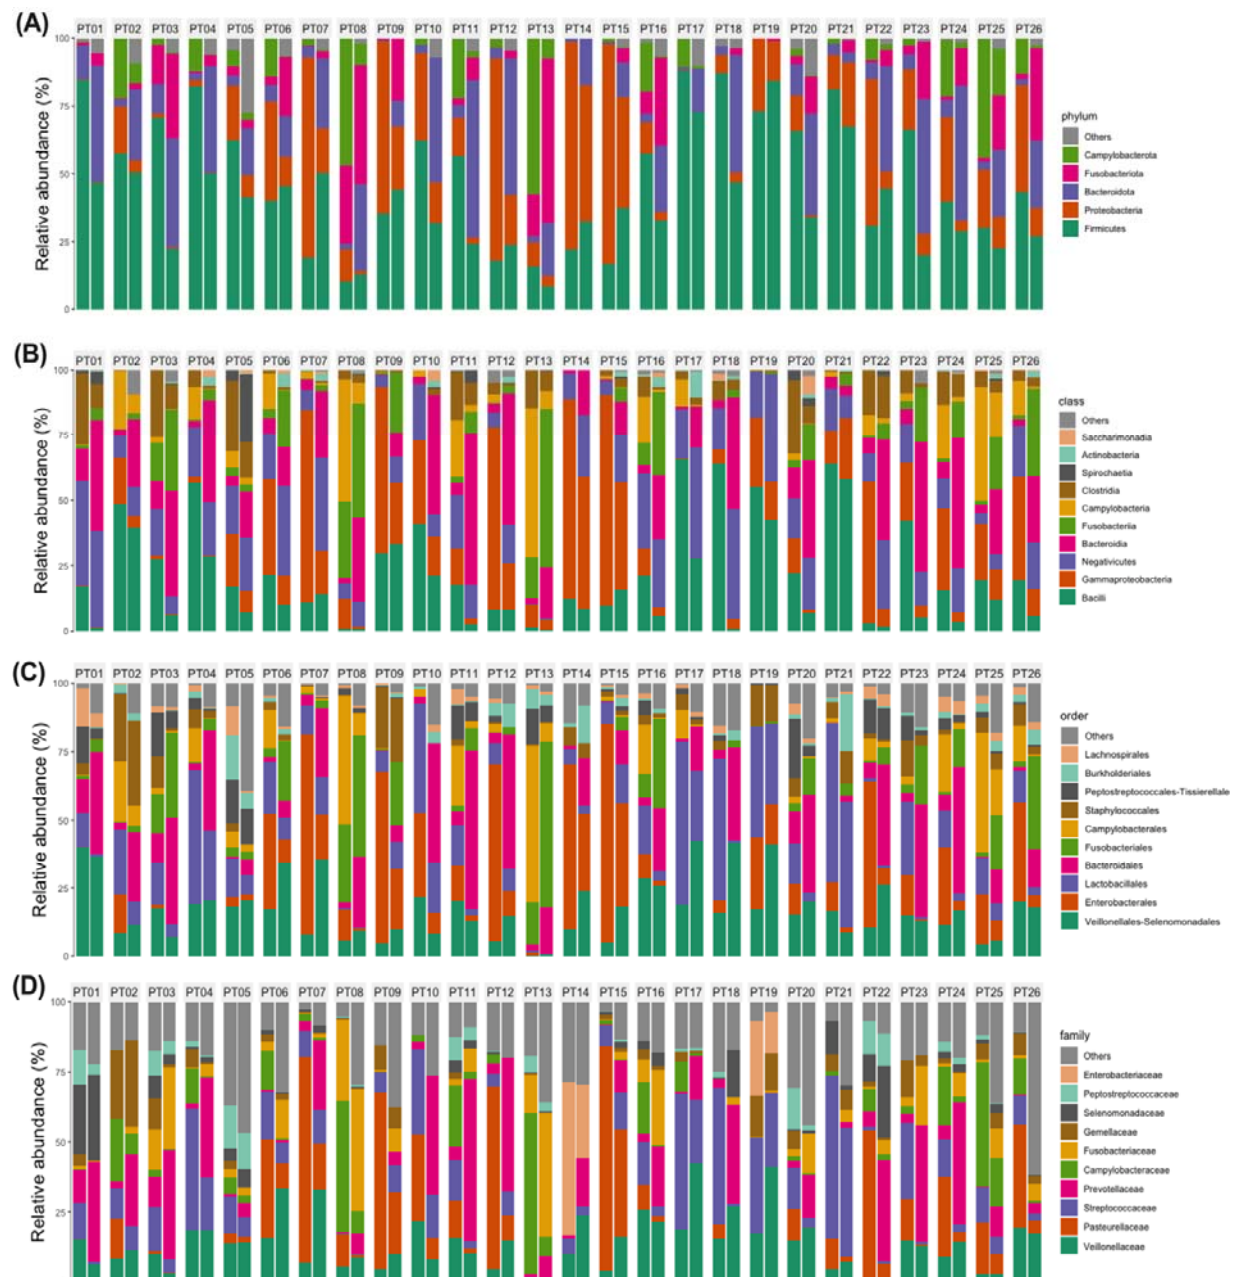 (A)
PT01 PT02 PT03 PT04 PT05 PT06 PT07 PT08 PT09 PT10 PT11 PT12 PT13 PT14 PT15 PT16 PT17 PT18 PT19 PT20 PT21 PT22 PT23 PT24 PT25 PT26
Relative abundance (%)
100
75
50
25
0
phylum
Others
Campylobacterota
Fusobacteriota
Bacteroidota
Proteobacteria
Firmicutes
(B)
PT01 PT02 PT03 PT04 PT05 PT06 PT07 PT08 PT09 PT10 PT11 PT12 PT13 PT14 PT15 PT16 PT17 PT18 PT19 PT20 PT21 PT22 PT23 PT24 PT25 PT26
Relative abundance (%)
100
75
50
25
0
class
Others
Saccharimonadia
Actinobacteria
Spirochaetia
Clostridia
Campylobacteria
Fusobacteriia
Bacteroidia
Negativicutes
Gammaproteobacteria
Bacilli
(C)
PT01 PT02 PT03 PT04 PT05 PT06 PT07 PT08 PT09 PT10 PT11 PT12 PT13 PT14 PT15 PT16 PT17 PT18 PT19 PT20 PT21 PT22 PT23 PT24 PT25 PT26
Relative abundance (%)
100
75
50
25
0
order
Others
Lachnospirales
Burkholderiales
Peptostreptococcales-Tissierellale
Staphylococcales
Campylobacterales
Fusobacteriales
Bacteroidales
Lactobacillales
Enterobacterales
Veillonellales-Selenomonadales
(D)
PT01 PT02 PT03 PT04 PT05 PT06 PT07 PT08 PT09 PT10 PT11 PT12 PT13 PT14 PT15 PT16 PT17 PT18 PT19 PT20 PT21 PT22 PT23 PT24 PT25 PT26
Relative abundance (%)
100
75
50
25
family
Others
Enterobacteriaceae
Peptostreptococcaceae
Selenomonadaceae
Gemellaceae
Fusobacteriaceae
Campylobacteraceae
Prevotellaceae
Streptococcaceae
Pasteurellaceae
Veillonellaceae